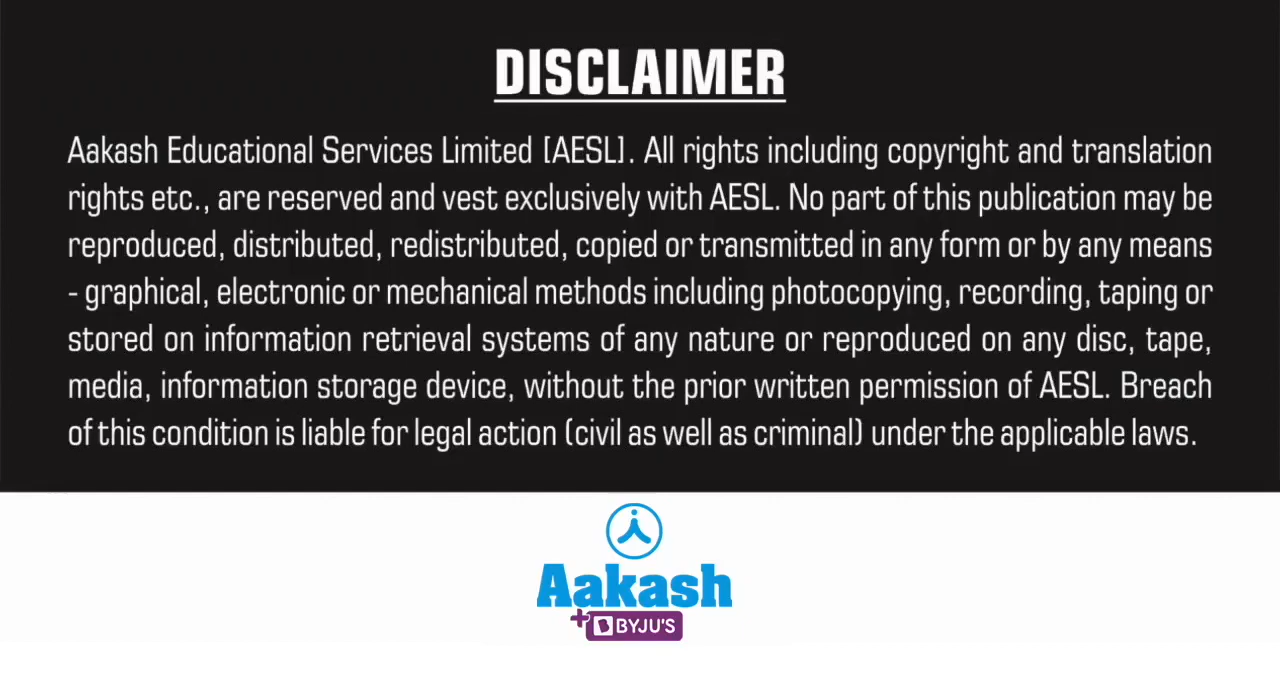 DISCLAIMER
Aakash Educational Services Limited [AESL]. All rights including copyright and translation
rights etc., are reserved and vest exclusively with AESL. No part of this publication may be
reproduced, distributed, redistributed, copied or transmitted in any form or by any means
- graphical, electronic or mechanical methods including photocopying, recording, taping or
stored on information retrieval systems of any nature or reproduced on any disc, tape,
media, information storage device, without the prior written permission of AESL. Breach
of this condition is liable for legal action (civil as well as criminal) under the applicable laws.
Aakash
+ BYJU'S